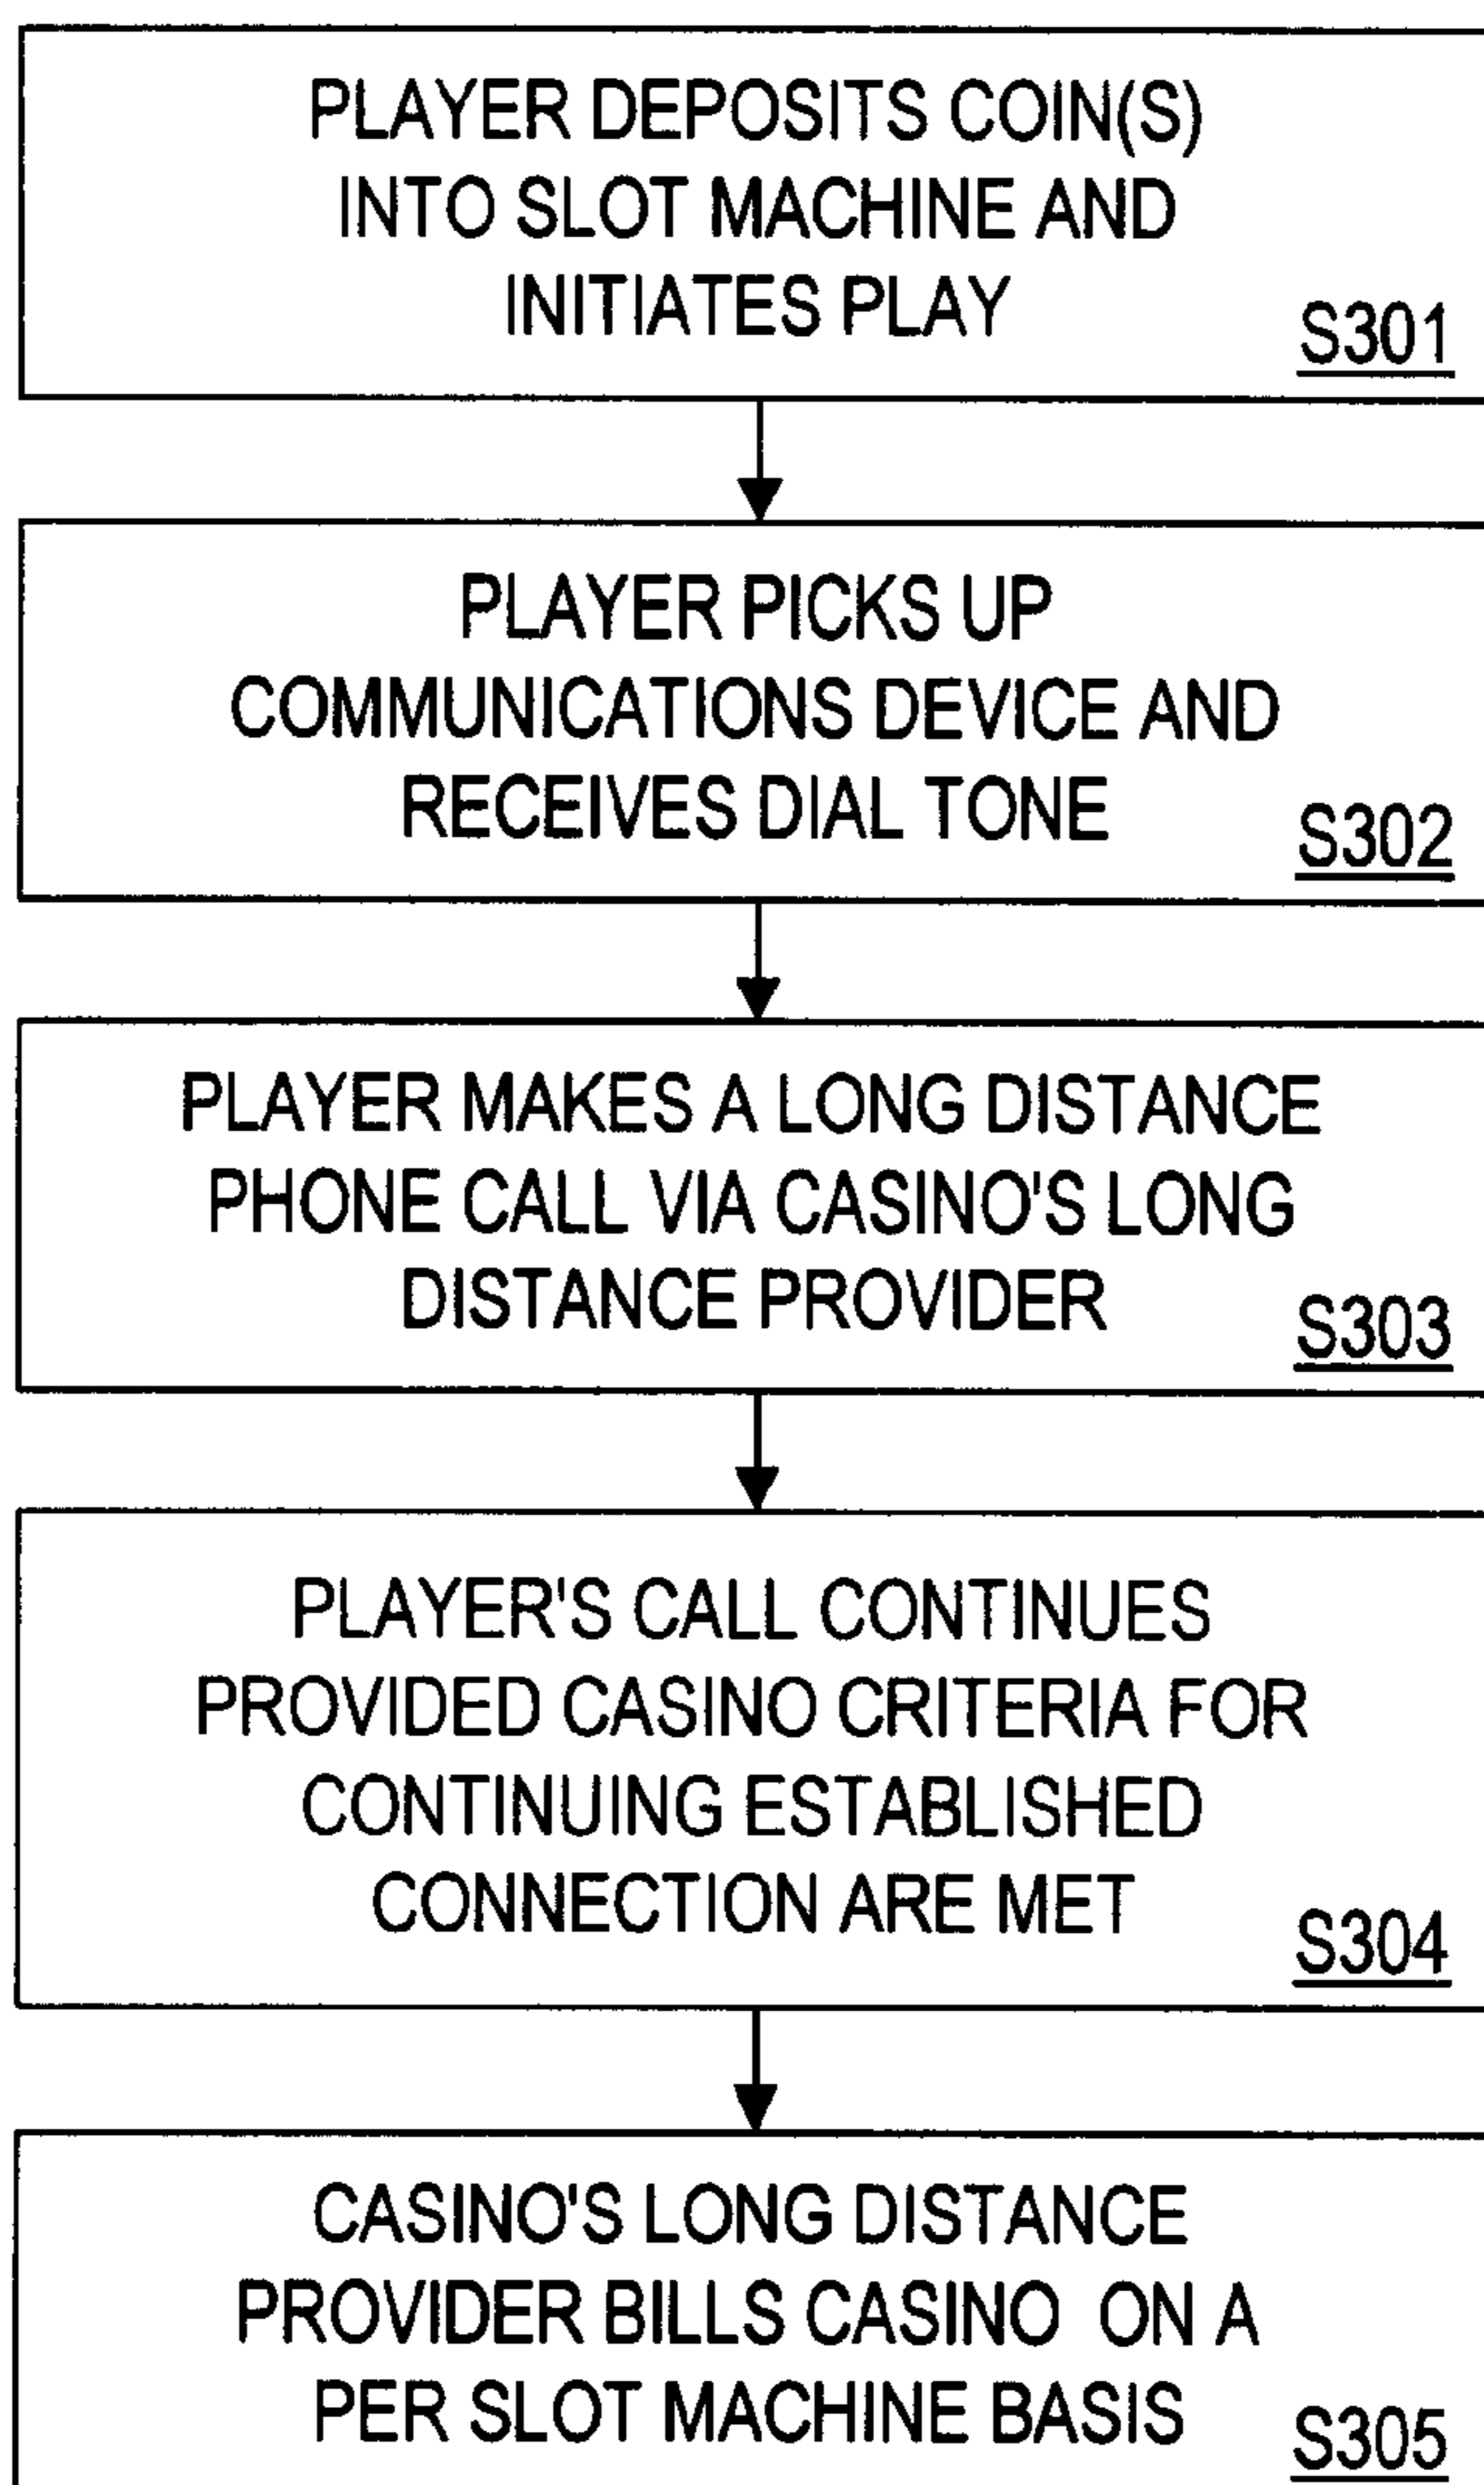 PLAYER DEPOSITS COIN(S)
INTO SLOT MACHINE AND
INITIATES PLAY
S301
PLAYER PICKS UP
COMMUNICATIONS DEVICE AND
RECEIVES DIAL TONE
S302
PLAYER MAKES A LONG DISTANCE
PHONE CALL VIA CASINO'S LONG
DISTANCE PROVIDER
S303
PLAYER'S CALL CONTINUES
PROVIDED CASINO CRITERIA FOR
CONTINUING ESTABLISHED
CONNECTION ARE MET
S304
CASINO'S LONG DISTANCE
PROVIDER BILLS CASINO ON A
PER SLOT MACHINE BASIS
S305